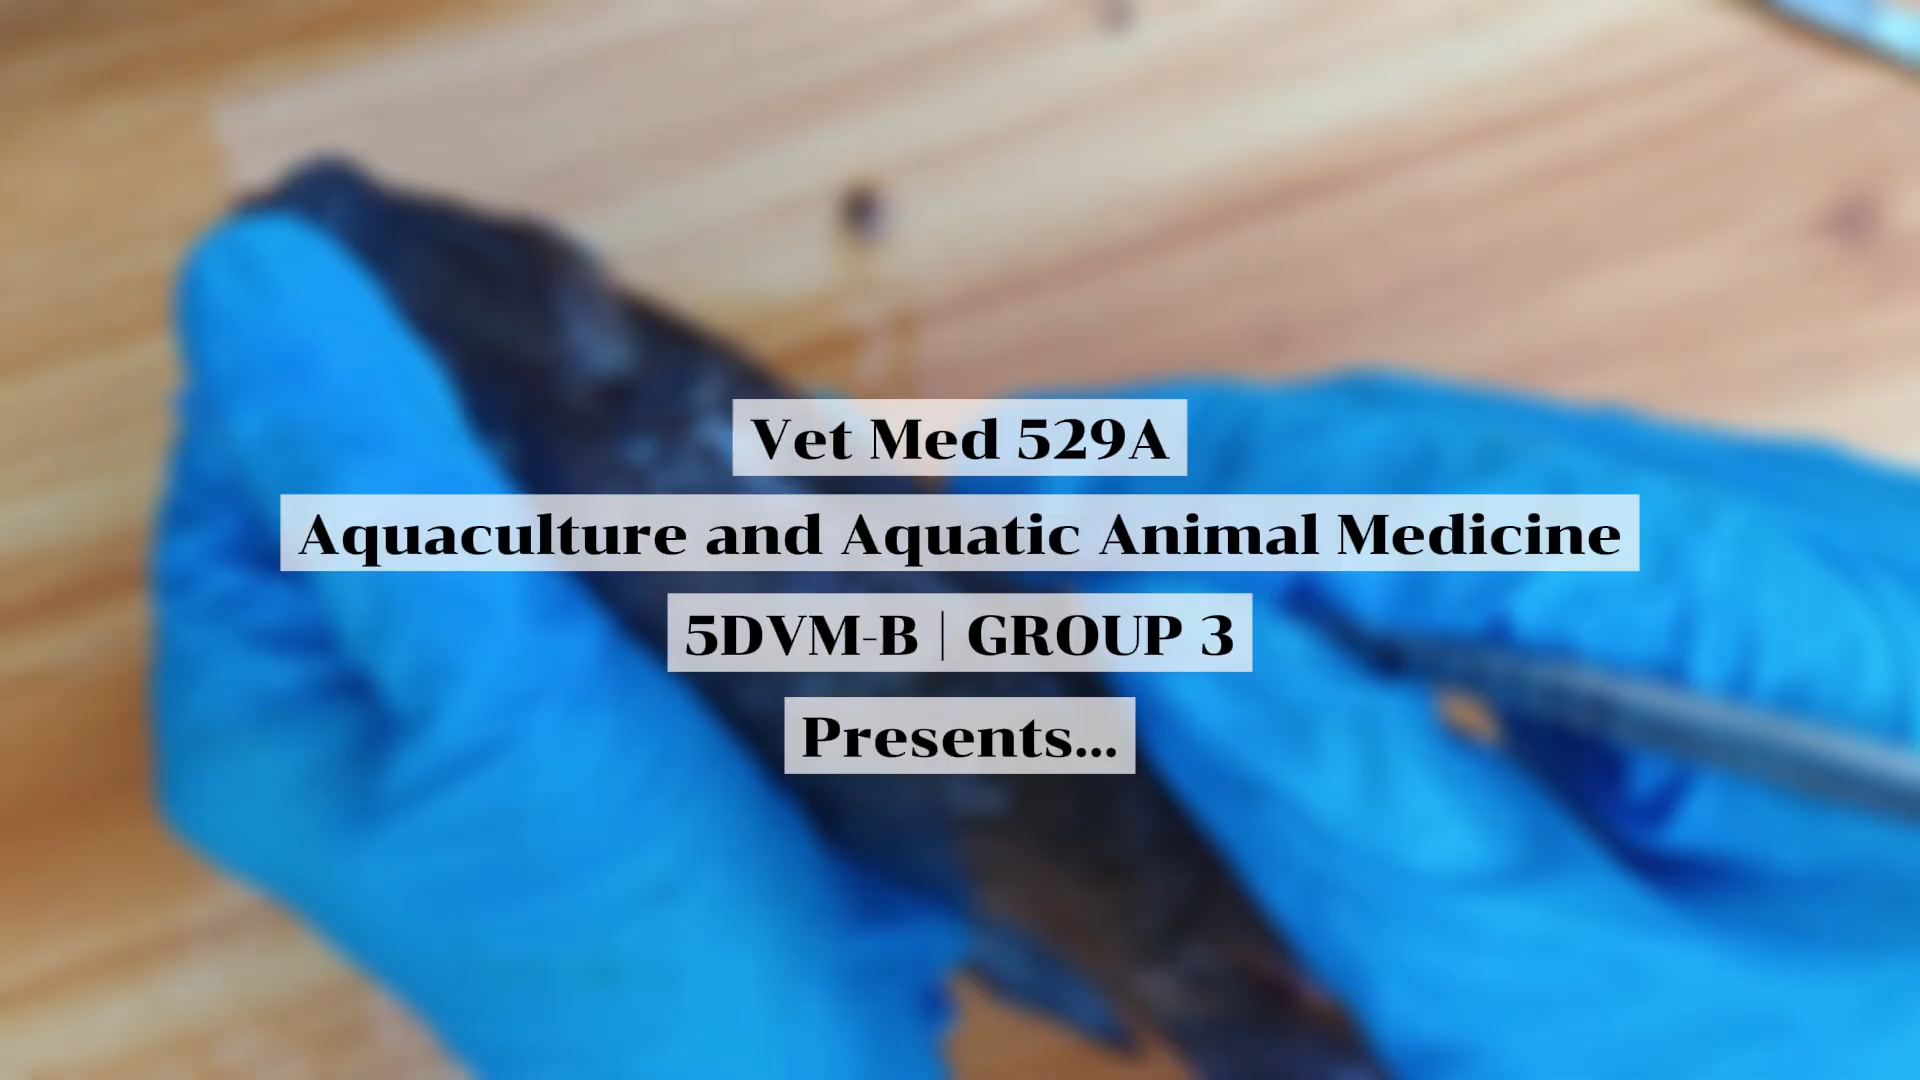 Vet Med 529A
Aquaculture and Aquatic Animal Medicine
5DVM-B | GROUP 3
Presents...